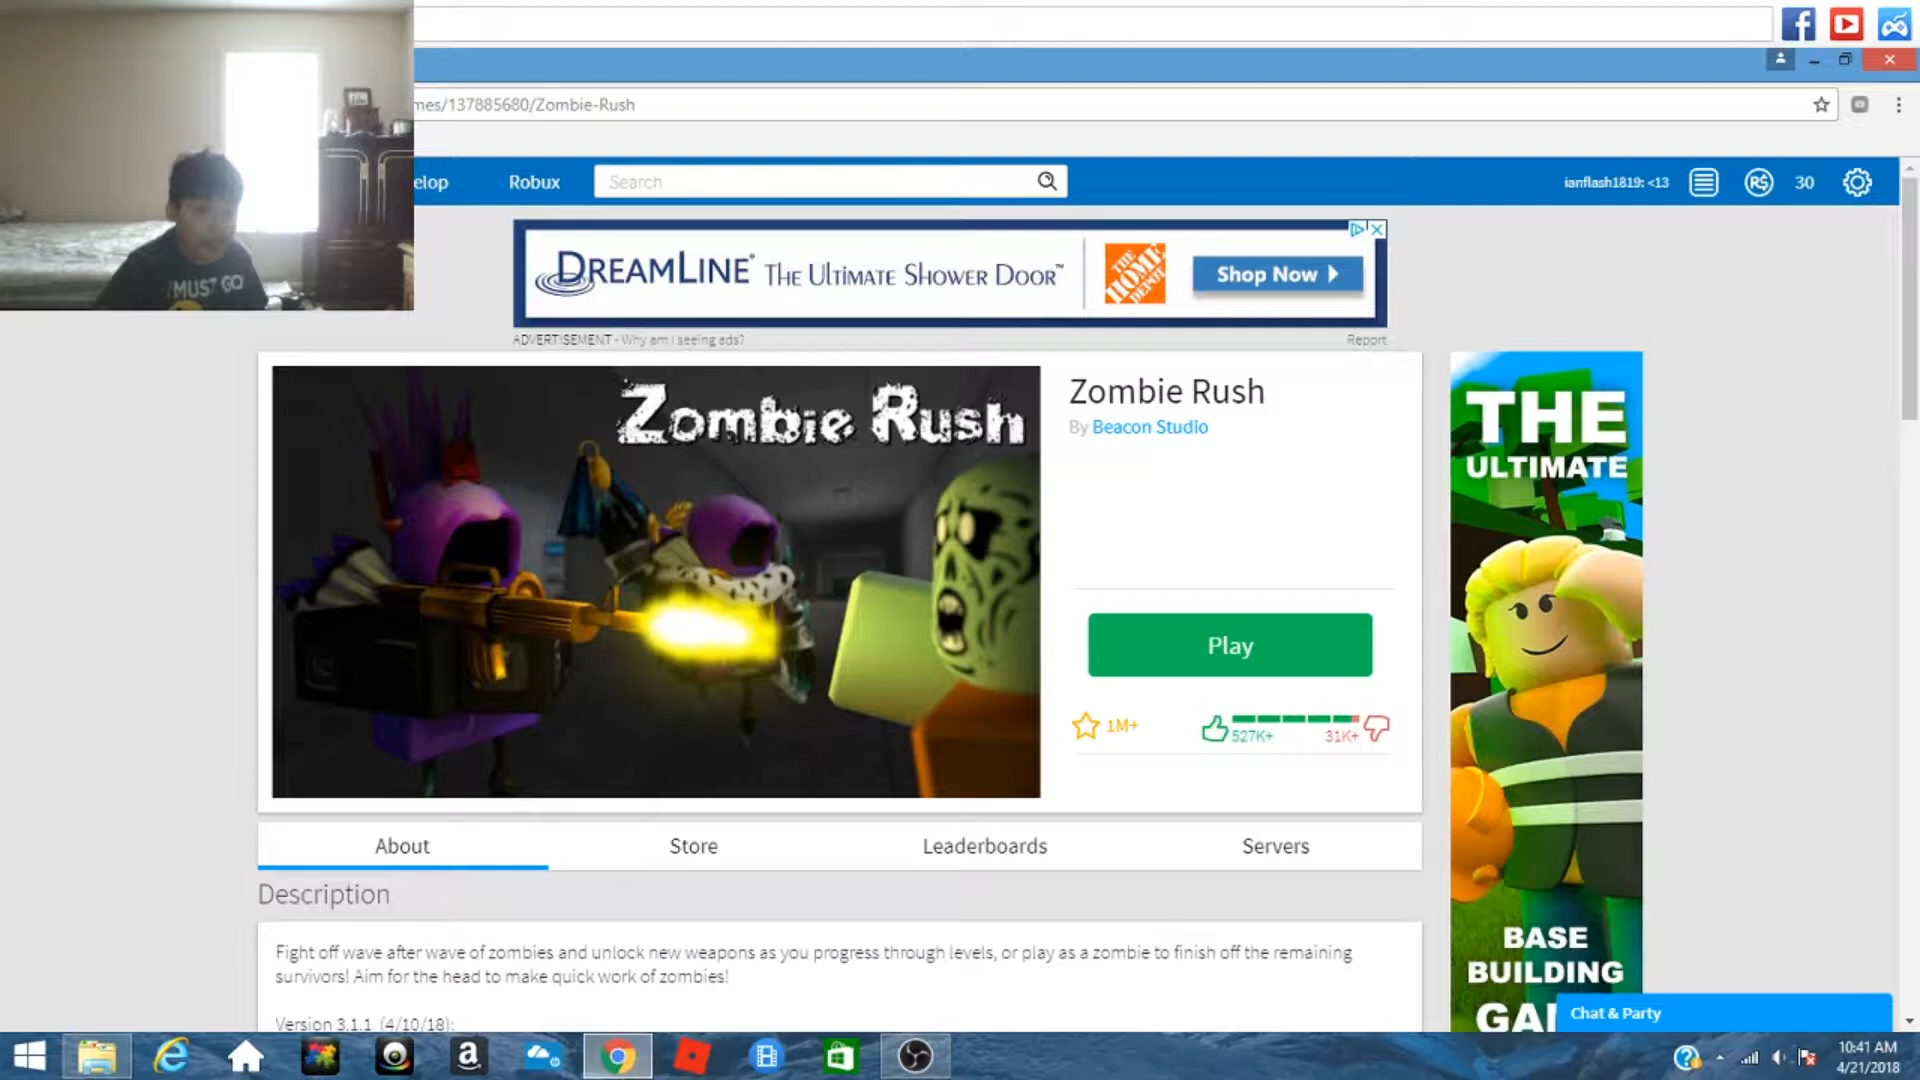 MUST GO
mes/137885680/Zombie-Rush
elop
Robux
Search
ianflash1819: <13
R$
30
DREAMLINE® THE ULTIMATE SHOWER DOOR™
THE HOME DEPOT
Shop Now
ADVERTISEMENT - Why am I seeing ads?
Report
Zombie Rush
Zombie Rush
By Beacon Studio
Play
1M+
527K+
31K+
THE
ULTIMATE
BASE
BUILDING
GA
About
Store
Leaderboards
Servers
Description
Fight off wave after wave of zombies and unlock new weapons as you progress through levels, or play as a zombie to finish off the remaining
survivors! Aim for the head to make quick work of zombies!
Version 3.1.1 (4/10/18):
Chat & Party
10:41 AM
4/21/2018